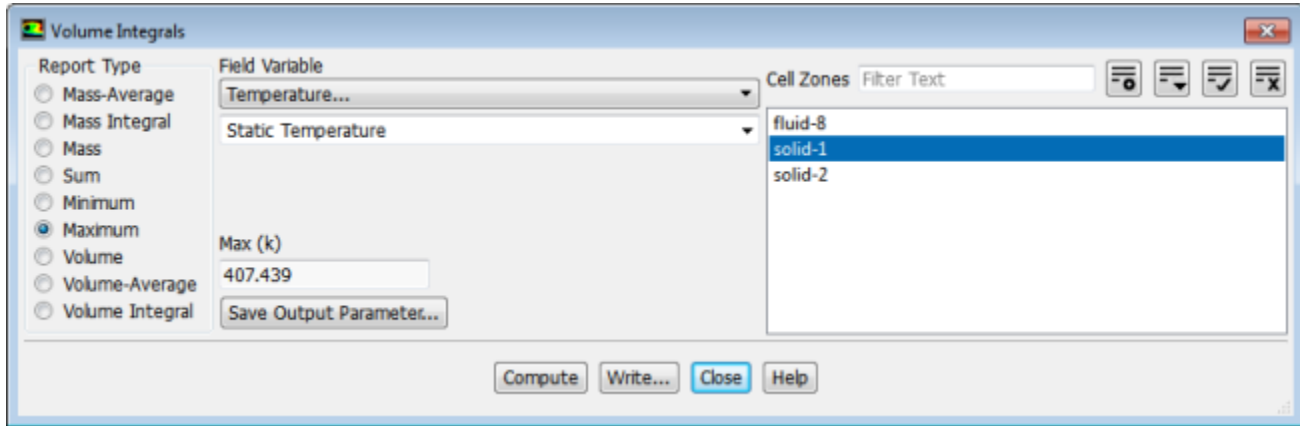 Volume Integrals
Report Type
Mass-Average
Mass Integral
Mass
Sum
Minimum
Maximum
Volume
Volume-Average
Volume Integral
Field Variable
Temperature...
Static Temperature
Max (k)
407.439
Save Output Parameter...
Cell Zones Filter Text
fluid-8
solid-1
solid-2
Compute Write... Close Help